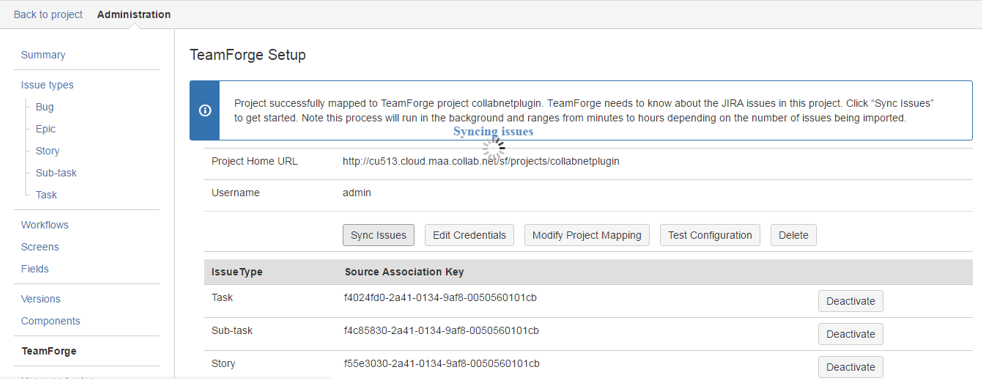 Back to project Administration
Summary
Issue types
Bug
Epic
Story
Sub-task
Task
Workflows
Screens
Fields
Versions
Components
TeamForge
TeamForge Setup
Project successfully mapped to TeamForge project collabnetplugin. TeamForge needs to know about the JIRA issues in this project. Click “Sync Issues”
to get started. Note this process will run in the background and ranges from minutes to hours depending on the number of issues being imported.
Syncing issues
Project Home URL http://cu513.cloud.maa.collab.net/sf/projects/collabnetplugin
Username admin
Sync Issues Edit Credentials Modify Project Mapping Test Configuration Delete
IssueType Source Association Key
Task f4024fd0-2a41-0134-9af8-0050560101cb Deactivate
Sub-task f4c85830-2a41-0134-9af8-0050560101cb Deactivate
Story f55e3030-2a41-0134-9af8-0050560101cb Deactivate